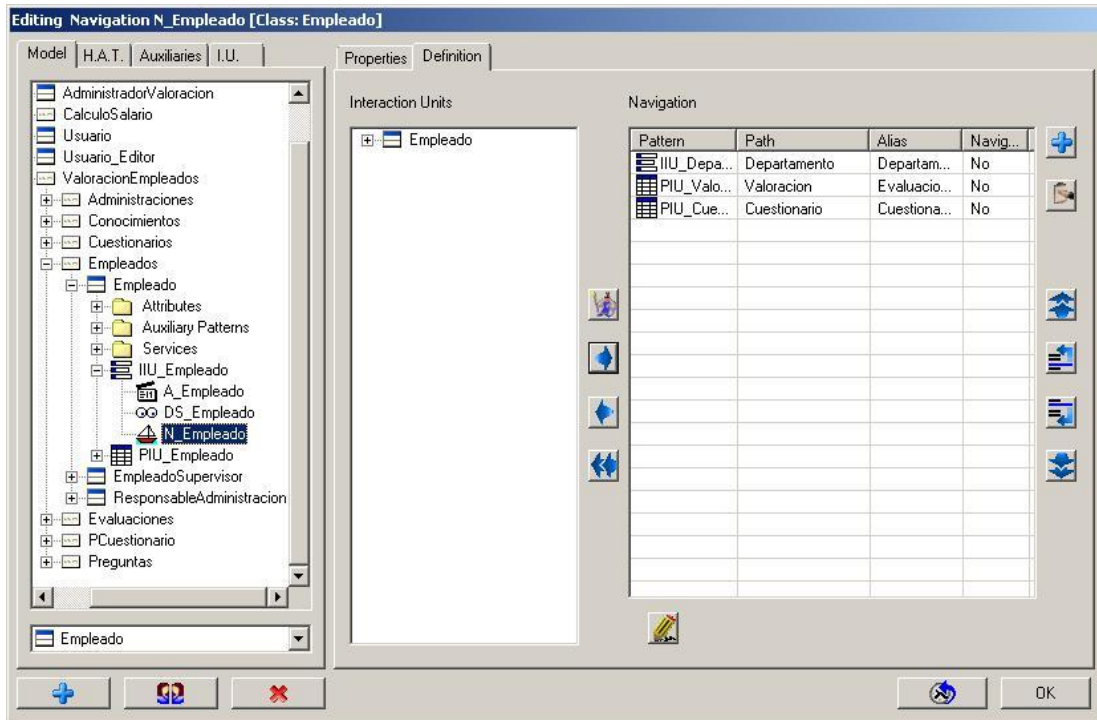 Editing Navigation N_Empleado [Class: Empleado]
Model H.A.T. Auxiliaries I.U.
AdministradorValoracion
CalculoSalario
Usuario
Usuario_Editor
ValoracionEmpleados
Administraciones
Conocimientos
Cuestionarios
Empleados
Empleado
Attributes
Auxiliary Patterns
Services
IIU_Empleado
A_Empleado
DS_Empleado
N_Empleado
PIU_Empleado
EmpleadoSupervisor
ResponsableAdministracion
Evaluaciones
PCuestionario
Preguntas
Empleado
Properties Definition
Interaction Units
Empleado
Navigation
Pattern Path Alias Navig...
IIU_Depa... Departamento Departam... No
PIU_Valo... Valoracion Evaluacio... No
PIU_Cue... Cuestionario Cuestiona... No
OK